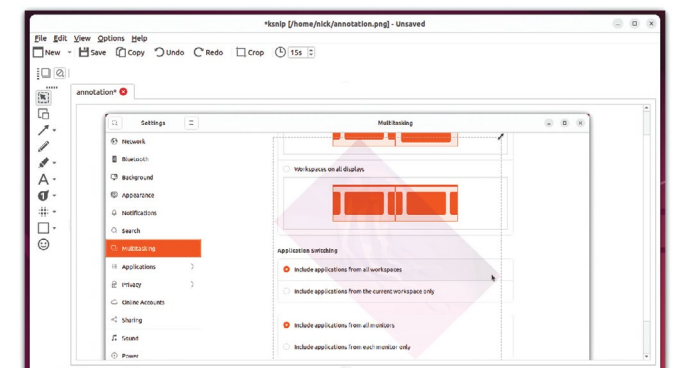 *ksnip [/home/nick/annotation.png] - Unsaved
File Edit View Options Help
New Save Copy Undo Redo Crop 15s
annotation*
Settings
Multitasking
Network
Bluetooth
Background
Appearance
Notifications
Search
Multitasking
Applications
Privacy
Online Accounts
Sharing
Sound
Power
Workspaces on all displays
Application Switching
Include applications from all workspaces
Include applications from the current workspace only
Include applications from all monitors
Include applications from each monitor only